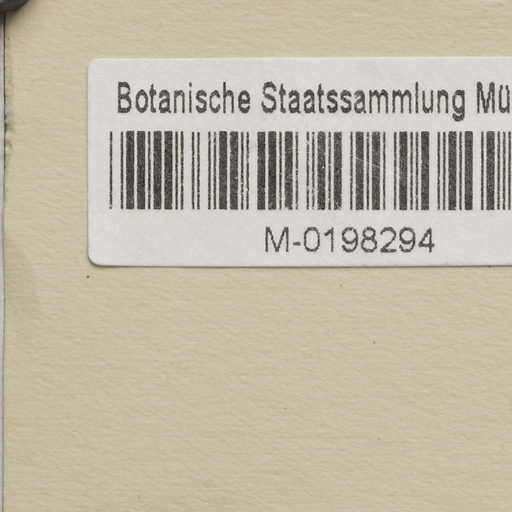 Botanische Staatssammlung Mü
M-0198294